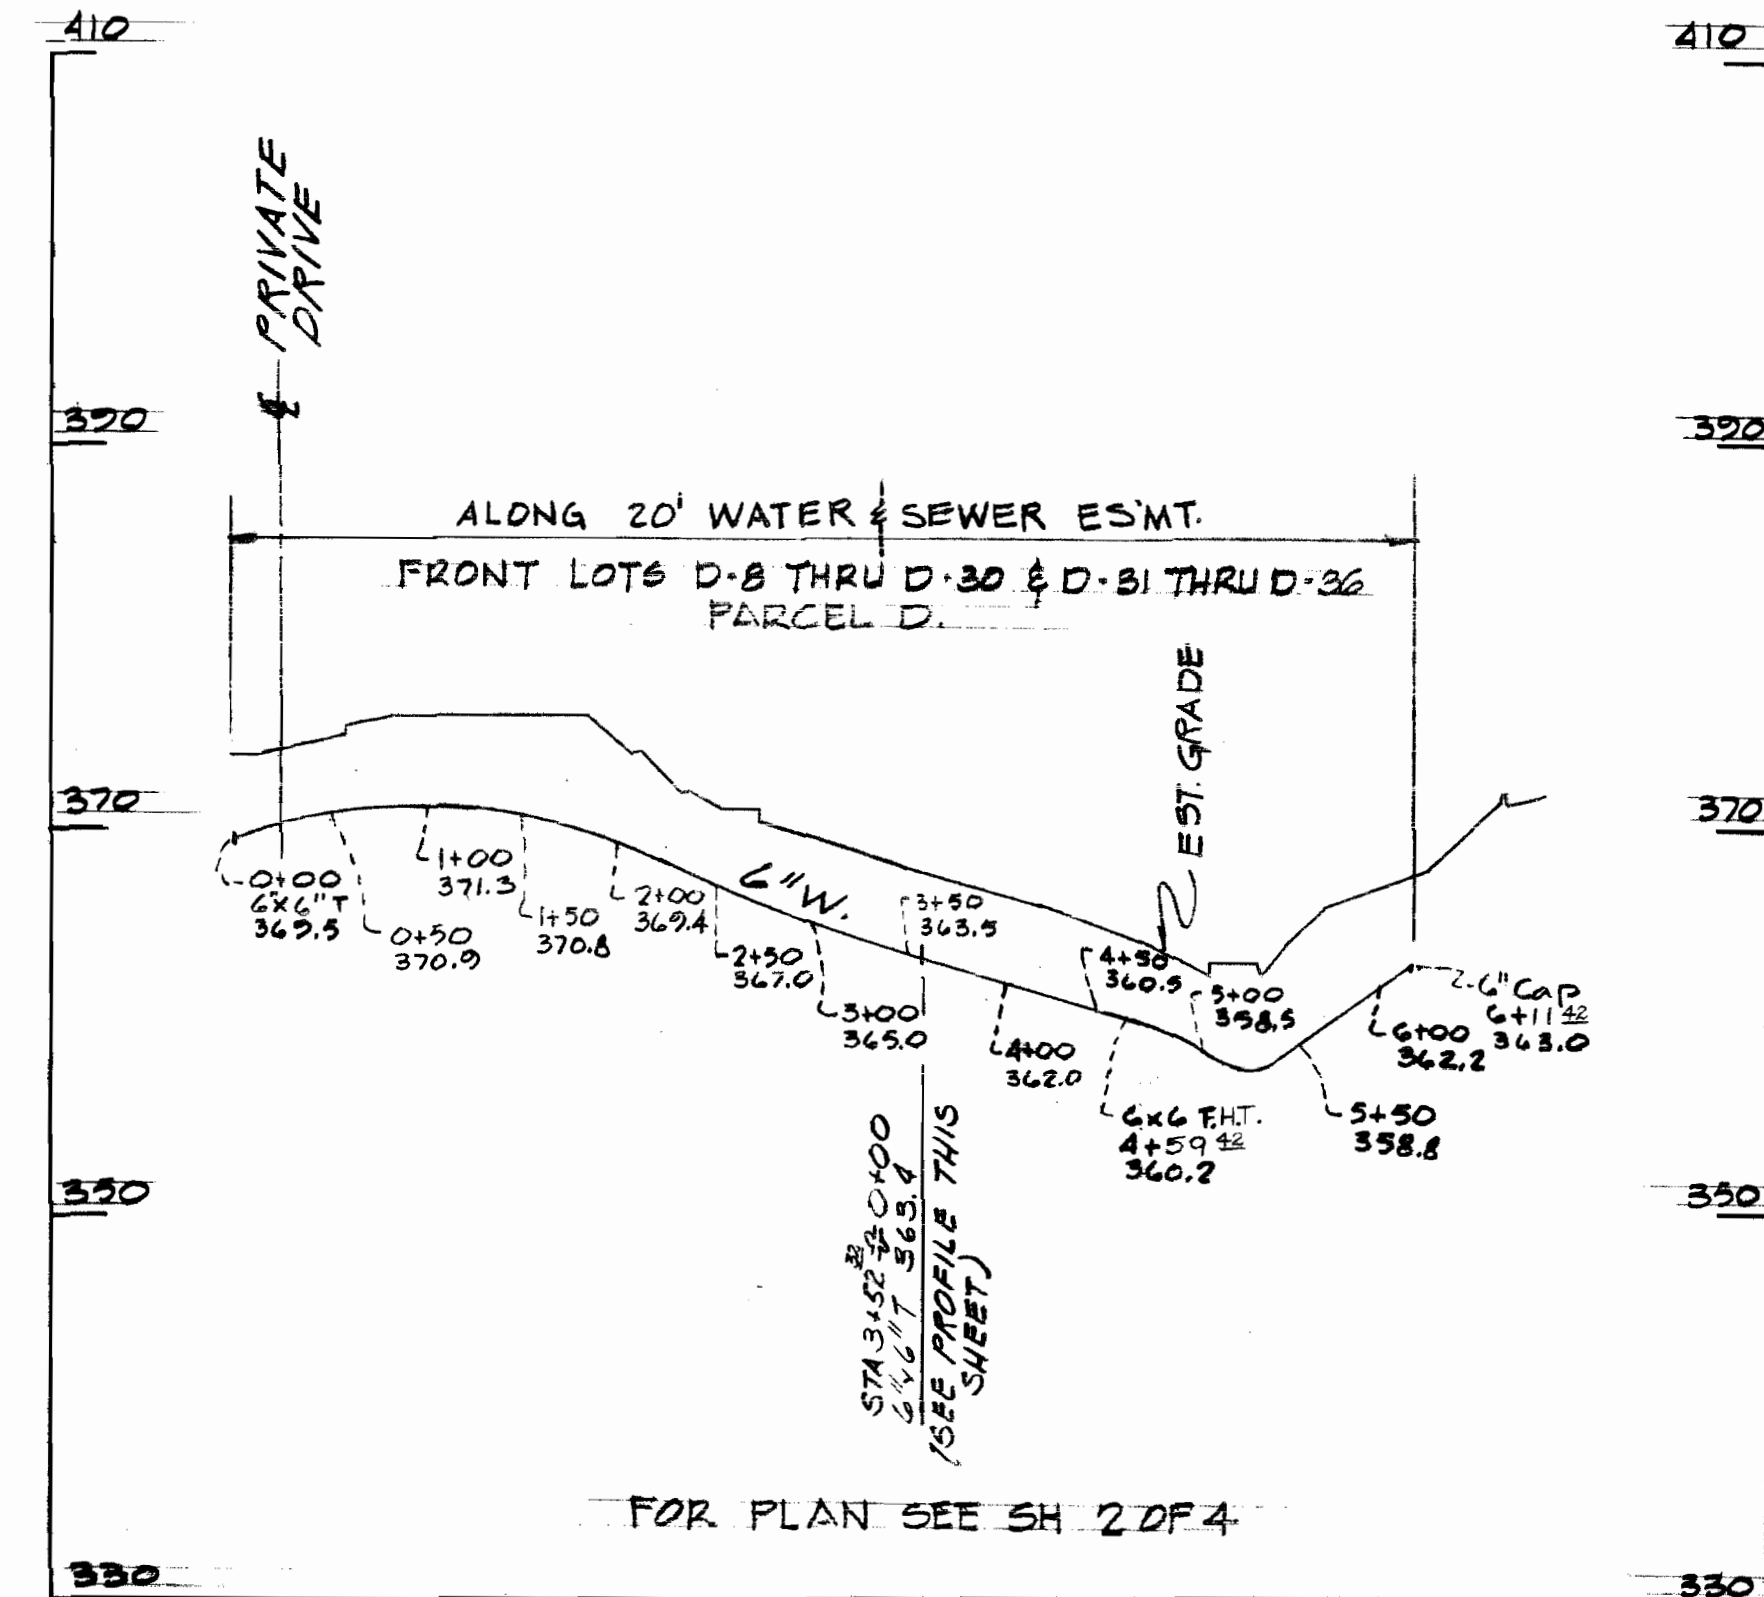 410
410
PRIVATE
DRIVE
℄
390
390
ALONG 20' WATER & SEWER ES'MT.
FRONT LOTS D-8 THRU D-30 & D-31 THRU D-36
PARCEL D.
EST. GRADE
370
370
0+00
6"x6"T
369.5
0+50
370.9
1+00
371.3
1+50
370.8
2+00
369.4
2+50
367.0
6"W.
3+00
365.0
3+50
363.5
4+00
362.0
4+50
360.5
6x6 F.H.T.
4+59 42
360.2
5+00
358.5
5+50
358.8
6+00
362.2
6" Cap
6+11 42
363.0
350
350
STA 3+52 32 = 0+00
6"x6"T 363.4
(SEE PROFILE THIS
SHEET)
FOR PLAN SEE SH 2 OF 4
330
330